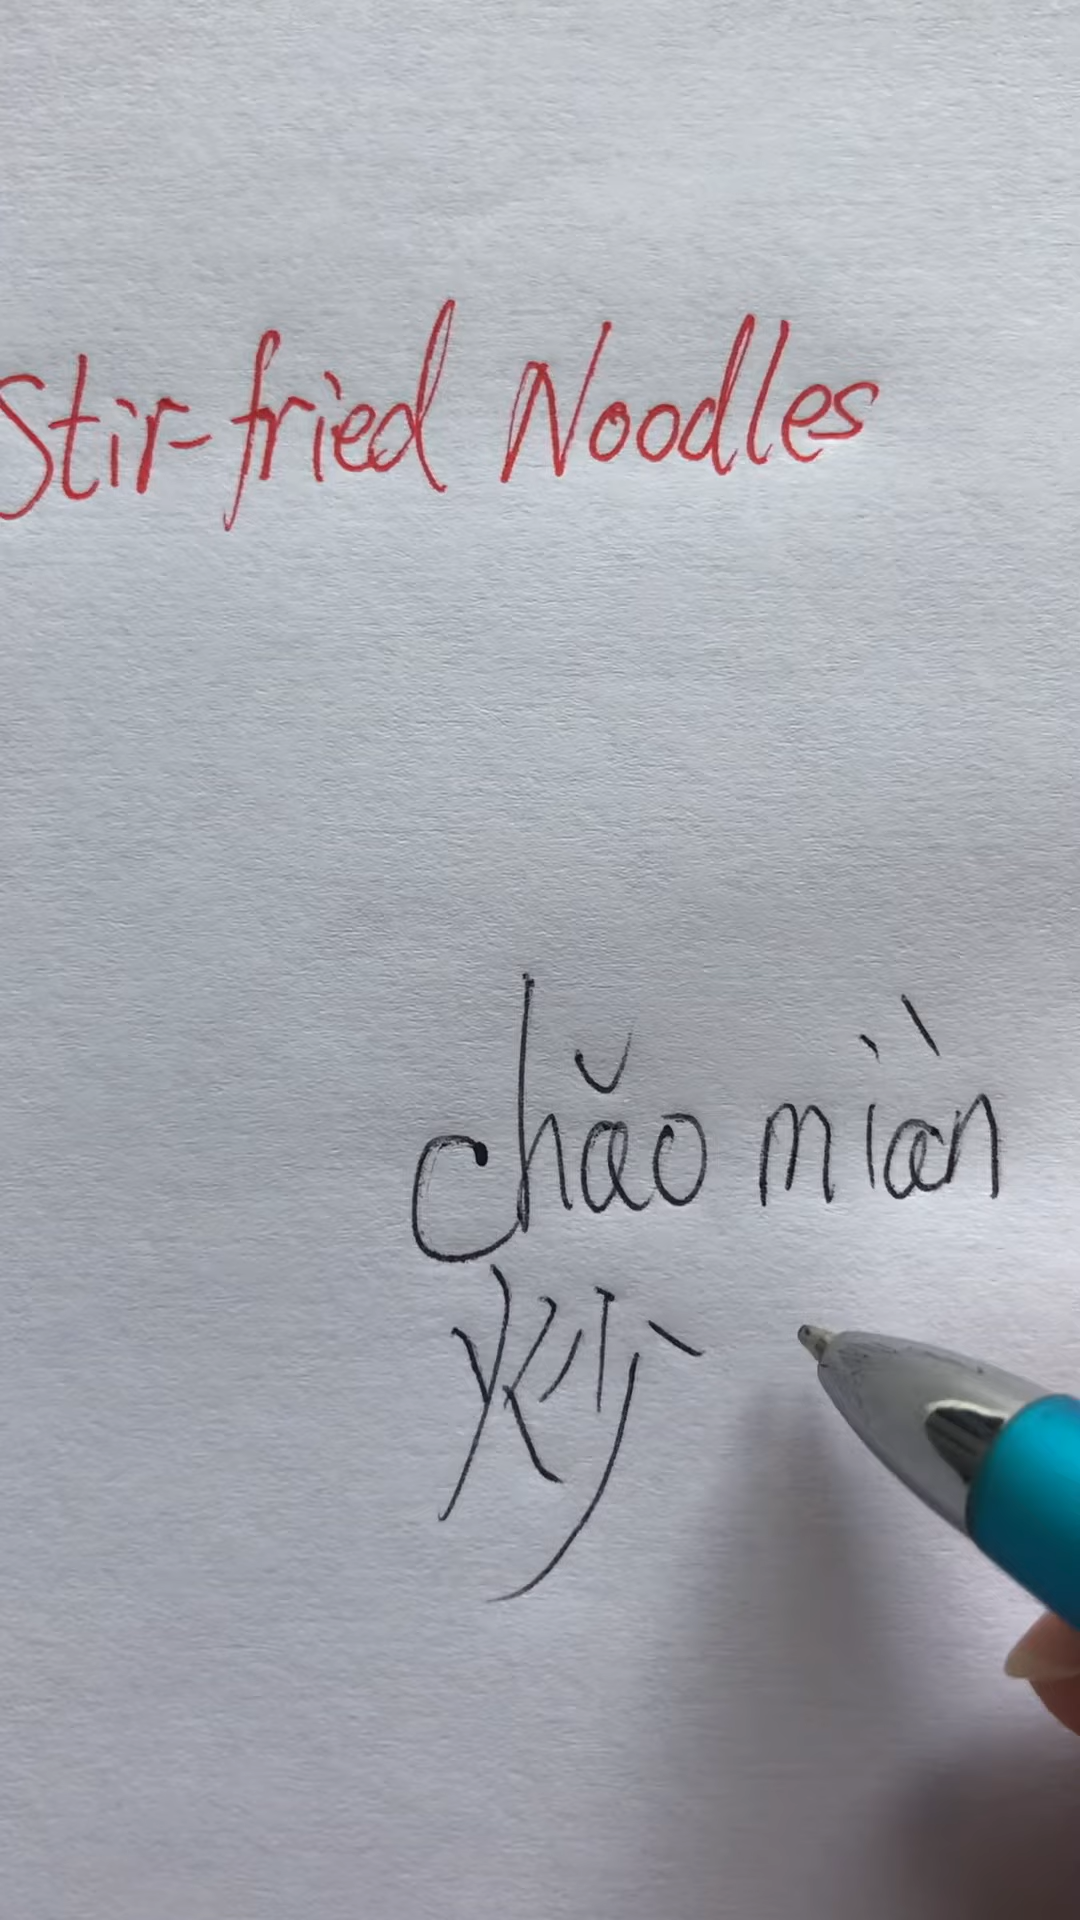 Stir-fried Noodles
chǎo miàn
炒